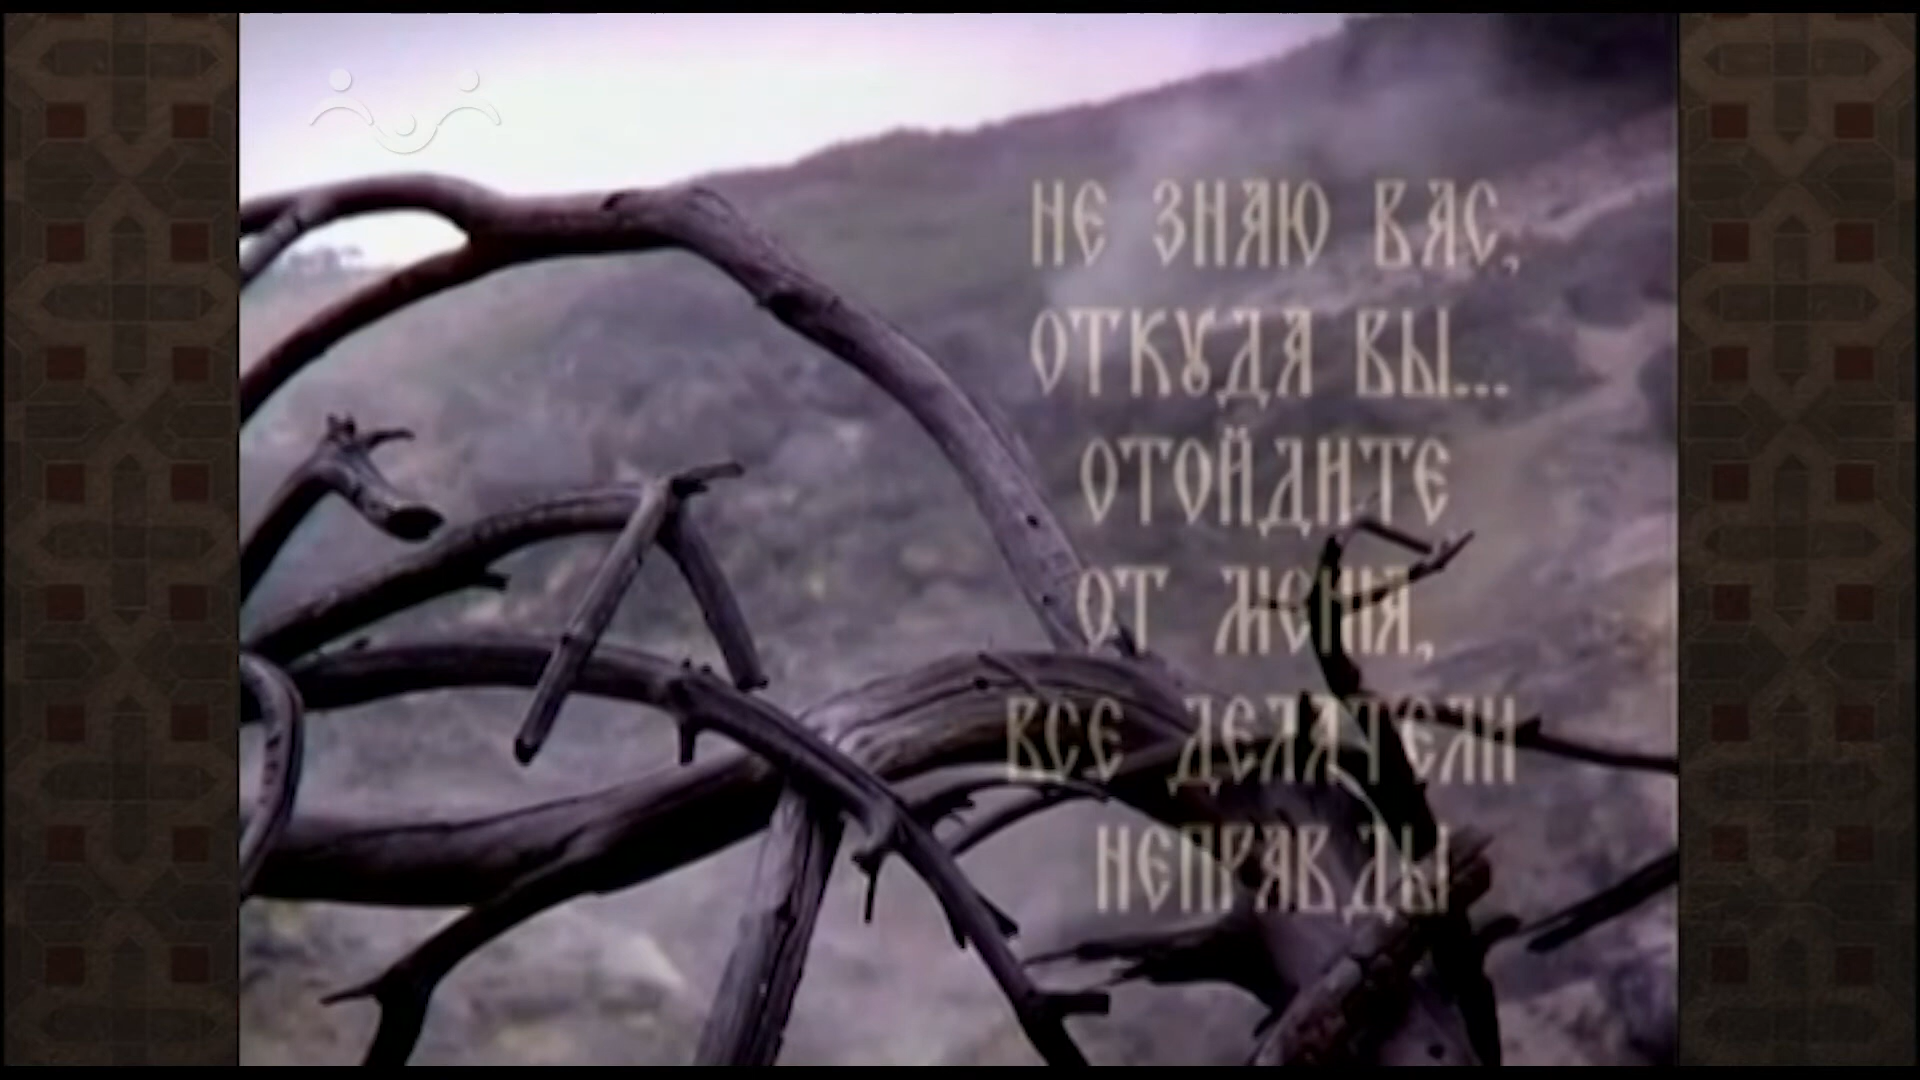 НЕ ЗНАЮ ВАС,
ОТКУДА ВЫ...
ОТОЙДИТЕ
ОТ МЕНЯ,
ВСЕ ДЕЛАТЕЛИ
НЕПРАВДЫ